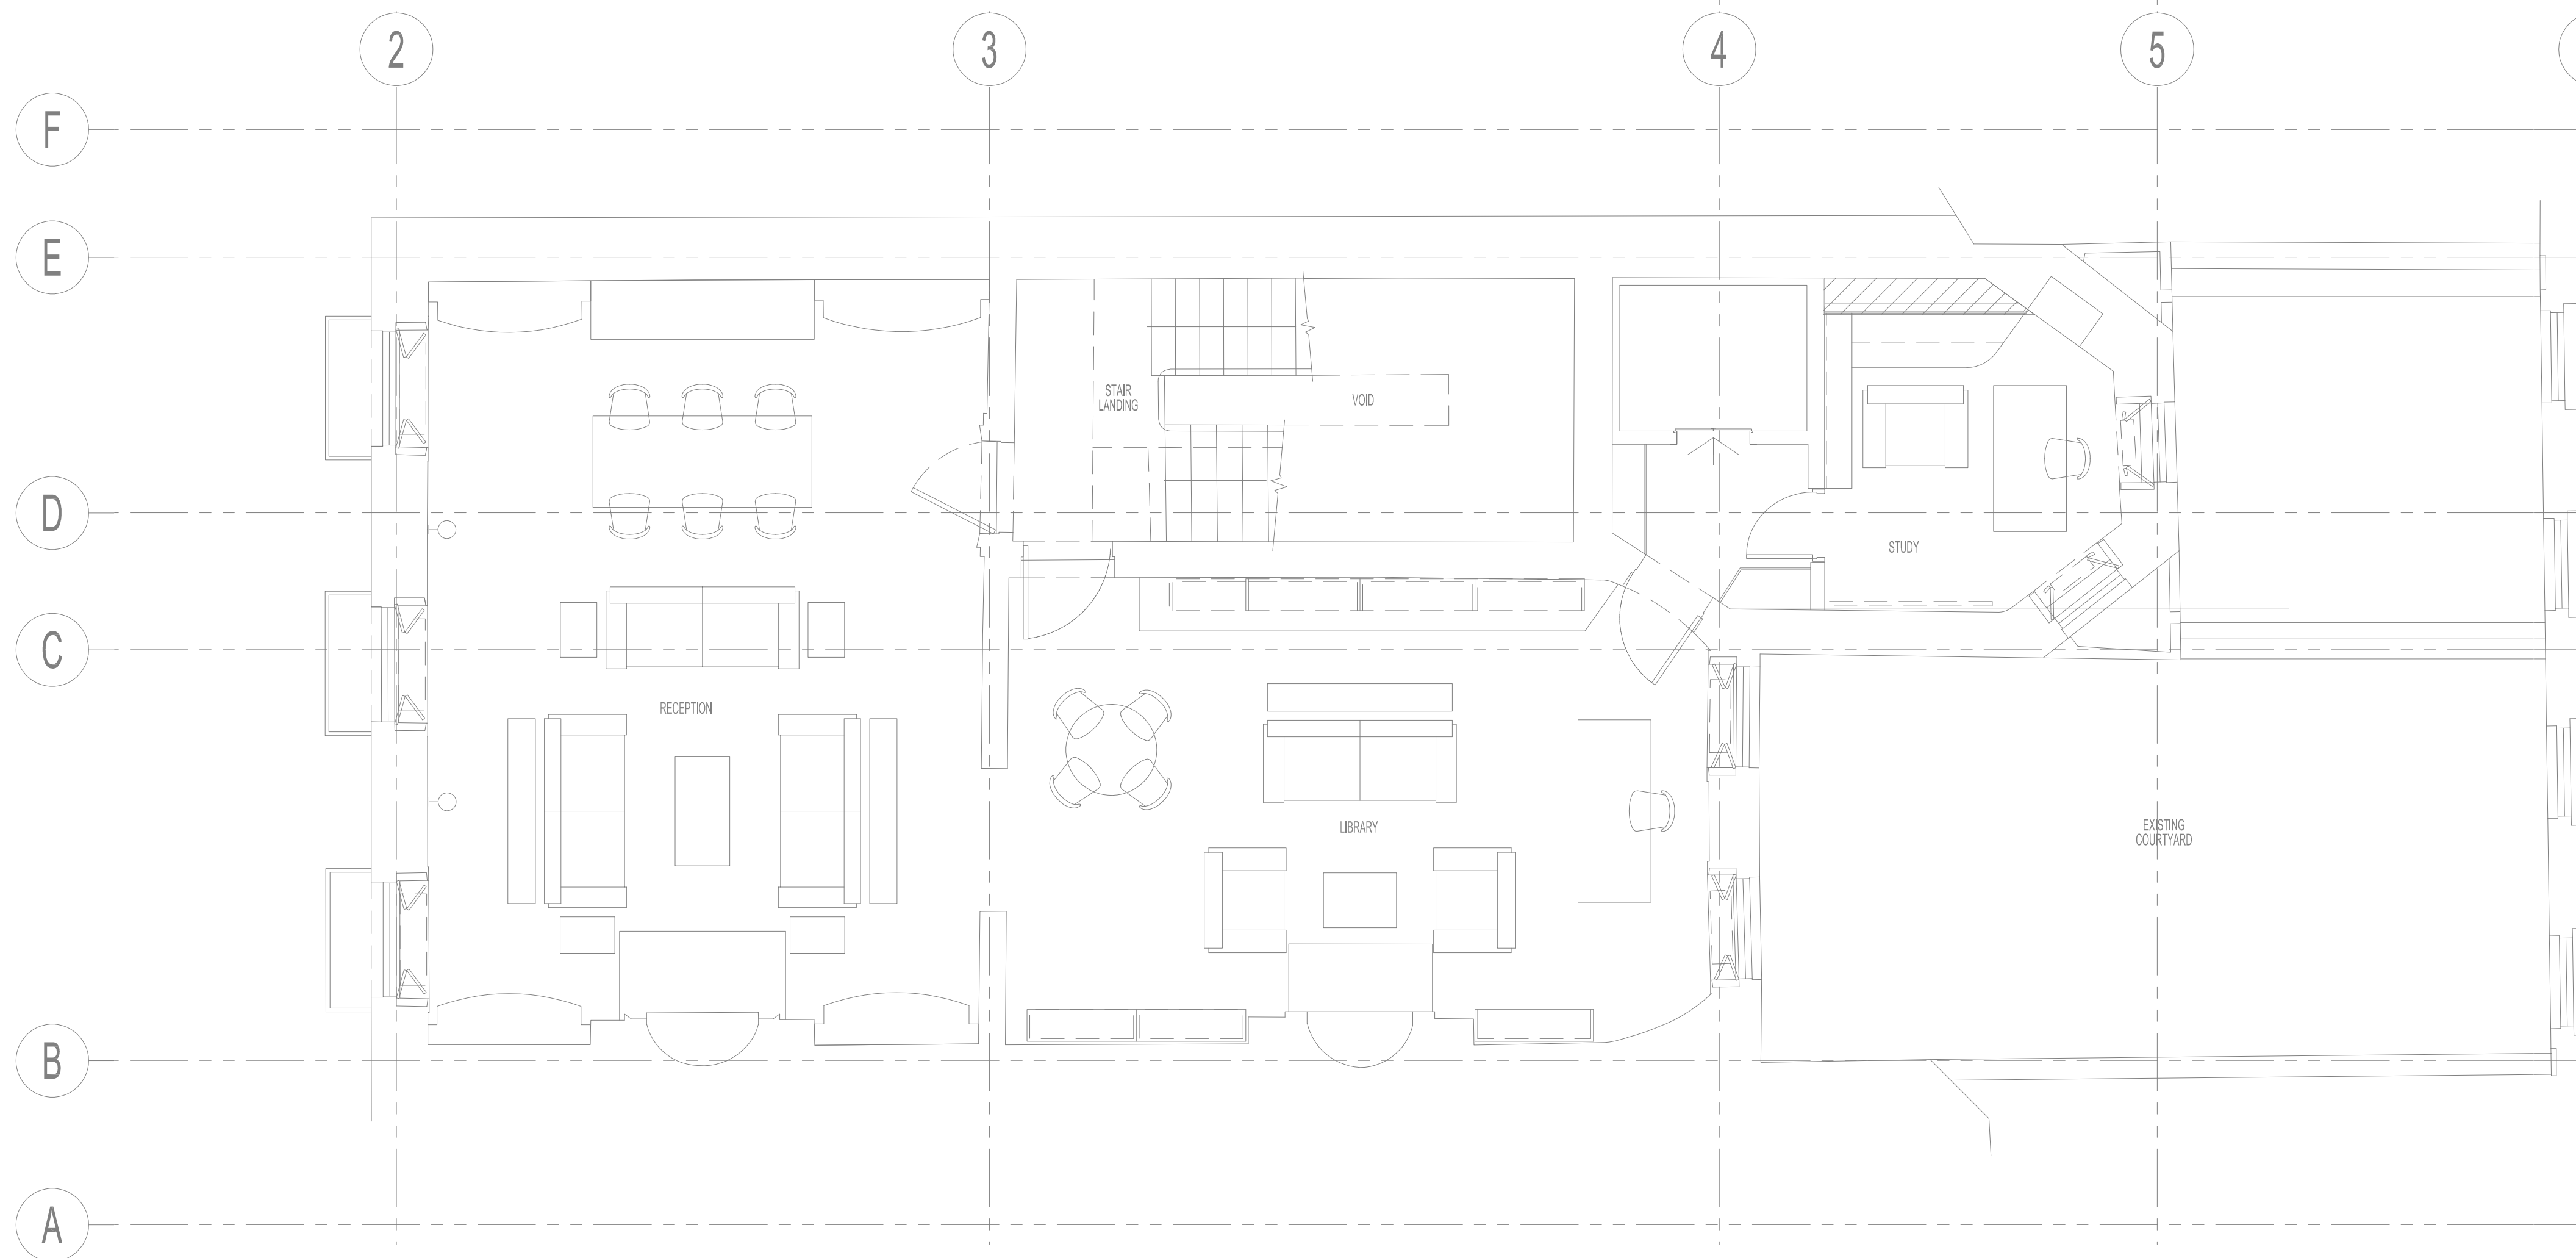 2
3
4
5
F
E
D
C
B
A
STAIR
LANDING
VOID
STUDY
RECEPTION
LIBRARY
EXISTING
COURTYARD